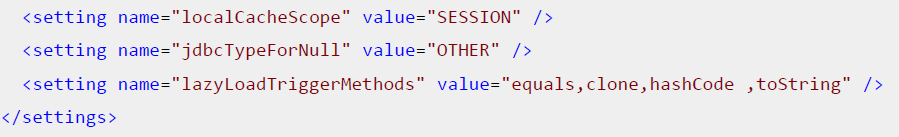 <setting name="localCacheScope" value="SESSION" />
<setting name="jdbcTypeForNull" value="OTHER" />
<setting name="lazyLoadTriggerMethods" value="equals,clone,hashCode ,toString" />
</settings>